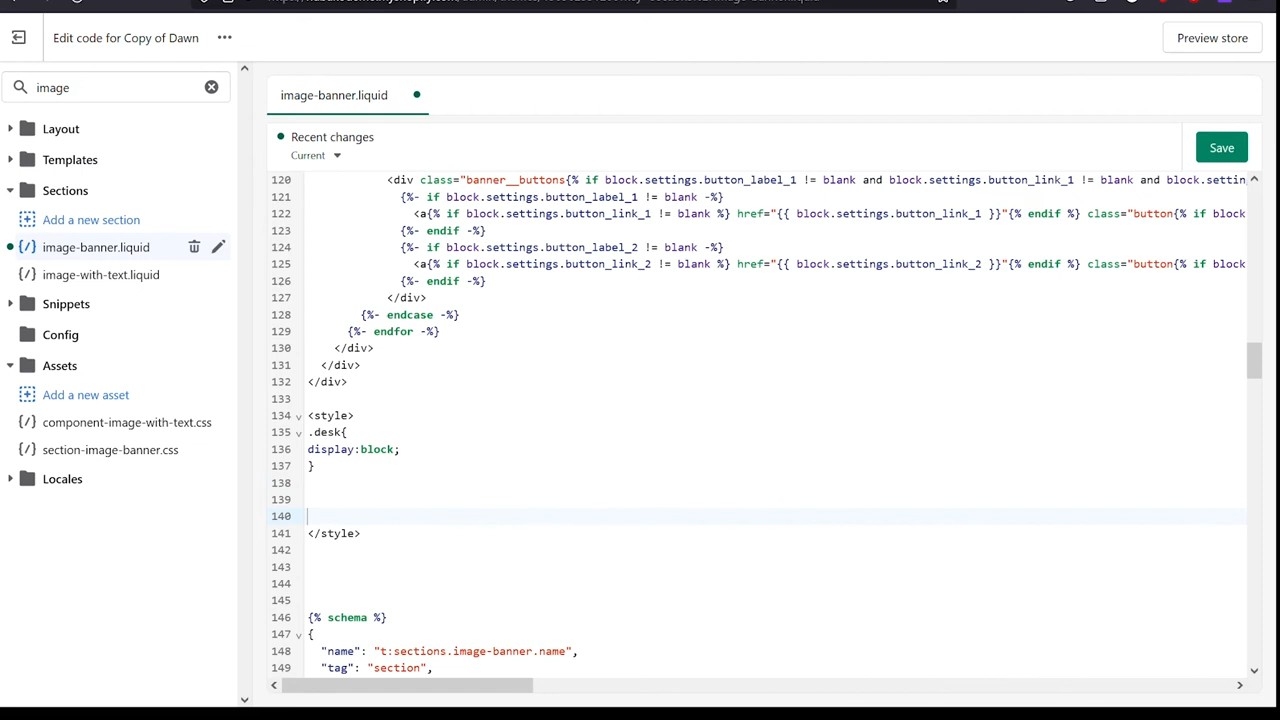 Edit code for Copy of Dawn
Preview store
image
Layout
Templates
Sections
Add a new section
image-banner.liquid
image-with-text.liquid
Snippets
Config
Assets
Add a new asset
component-image-with-text.css
section-image-banner.css
Locales
image-banner.liquid
Recent changes
Current
Save
120 <div class="banner__buttons{% if block.settings.button_label_1 != blank and block.settings.button_link_1 != blank and block.settin
121 {%- if block.settings.button_label_1 != blank -%}
122 <a{% if block.settings.button_link_1 != blank %} href="{{ block.settings.button_link_1 }}"{% endif %} class="button{% if block
123 {%- endif -%}
124 {%- if block.settings.button_label_2 != blank -%}
125 <a{% if block.settings.button_link_2 != blank %} href="{{ block.settings.button_link_2 }}"{% endif %} class="button{% if block
126 {%- endif -%}
127 </div>
128 {%- endcase -%}
129 {%- endfor -%}
130 </div>
131 </div>
132 </div>
133
134 <style>
135 .desk{
136 display:block;
137 }
138
139
140
141 </style>
142
143
144
145
146 {% schema %}
147 {
148 "name": "t:sections.image-banner.name",
149 "tag": "section",